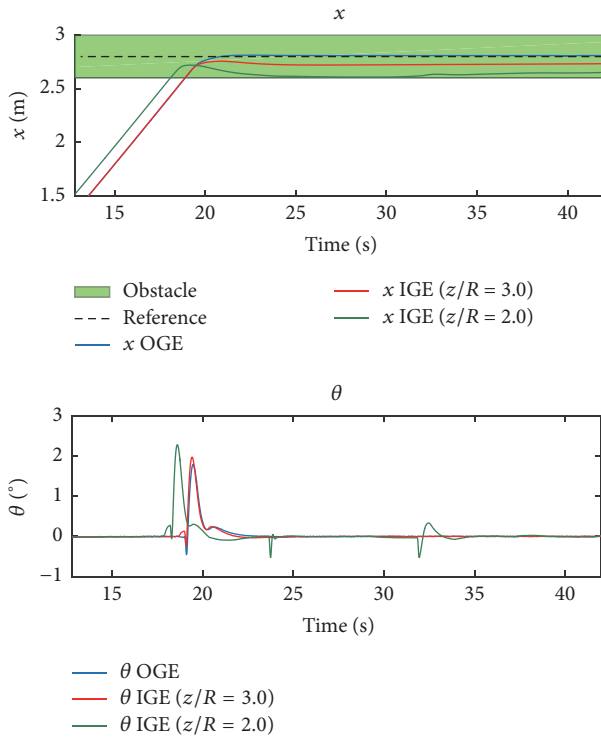 x
3
2.5
2
1.5
x (m)
15 20 25 30 35 40
Time (s)
Obstacle
Reference
x OGE
x IGE (z/R = 3.0)
x IGE (z/R = 2.0)
θ
3
2
1
0
−1
θ (°)
15 20 25 30 35 40
Time (s)
θ OGE
θ IGE (z/R = 3.0)
θ IGE (z/R = 2.0)